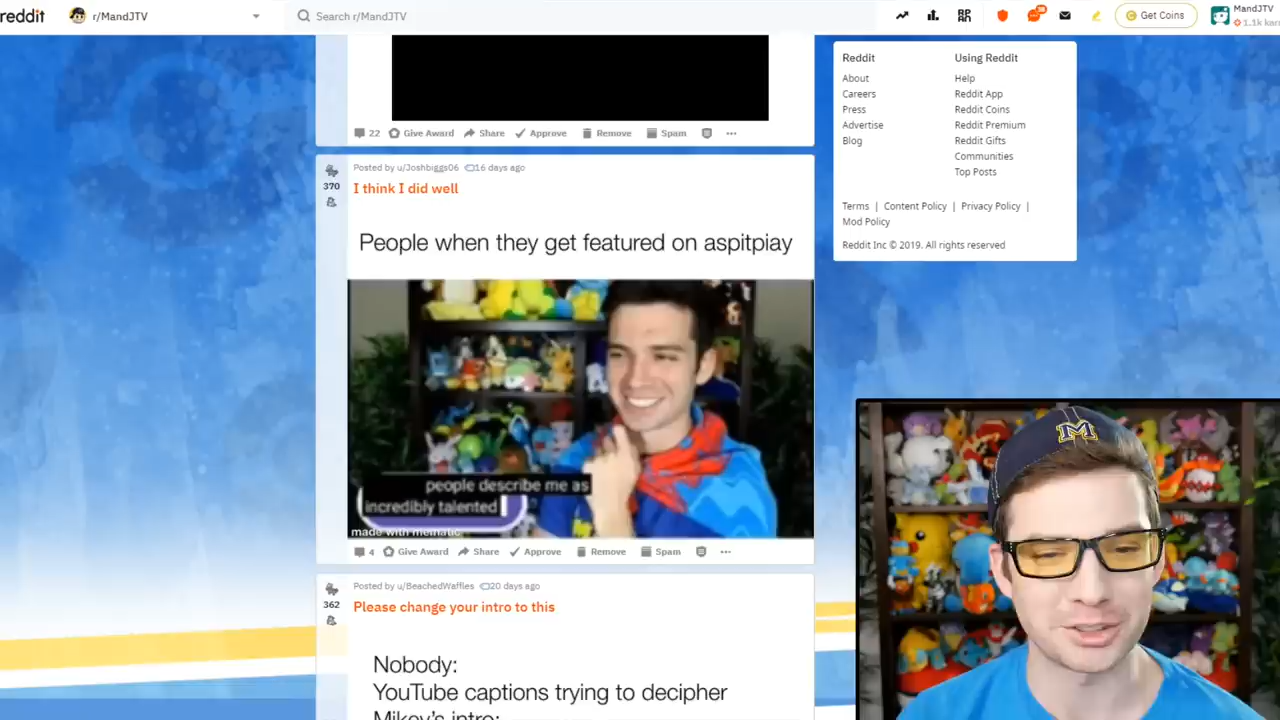 reddit
r/MandJTV
Search r/MandJTV
Get Coins
MandJTV
22 Give Award Share Approve Remove Spam
Posted by u/Joshbiggs06 16 days ago
370
I think I did well
People when they get featured on aspitpiay
people describe me as
incredibly talented
made with mematic
4 Give Award Share Approve Remove Spam
Posted by u/BeachedWaffles 20 days ago
362
Please change your intro to this
Nobody:
YouTube captions trying to decipher
Mikey's intro:
Reddit
Using Reddit
About
Help
Careers
Reddit App
Press
Reddit Coins
Advertise
Reddit Premium
Blog
Reddit Gifts
Communities
Top Posts
Terms | Content Policy | Privacy Policy |
Mod Policy
Reddit Inc © 2019. All rights reserved
M